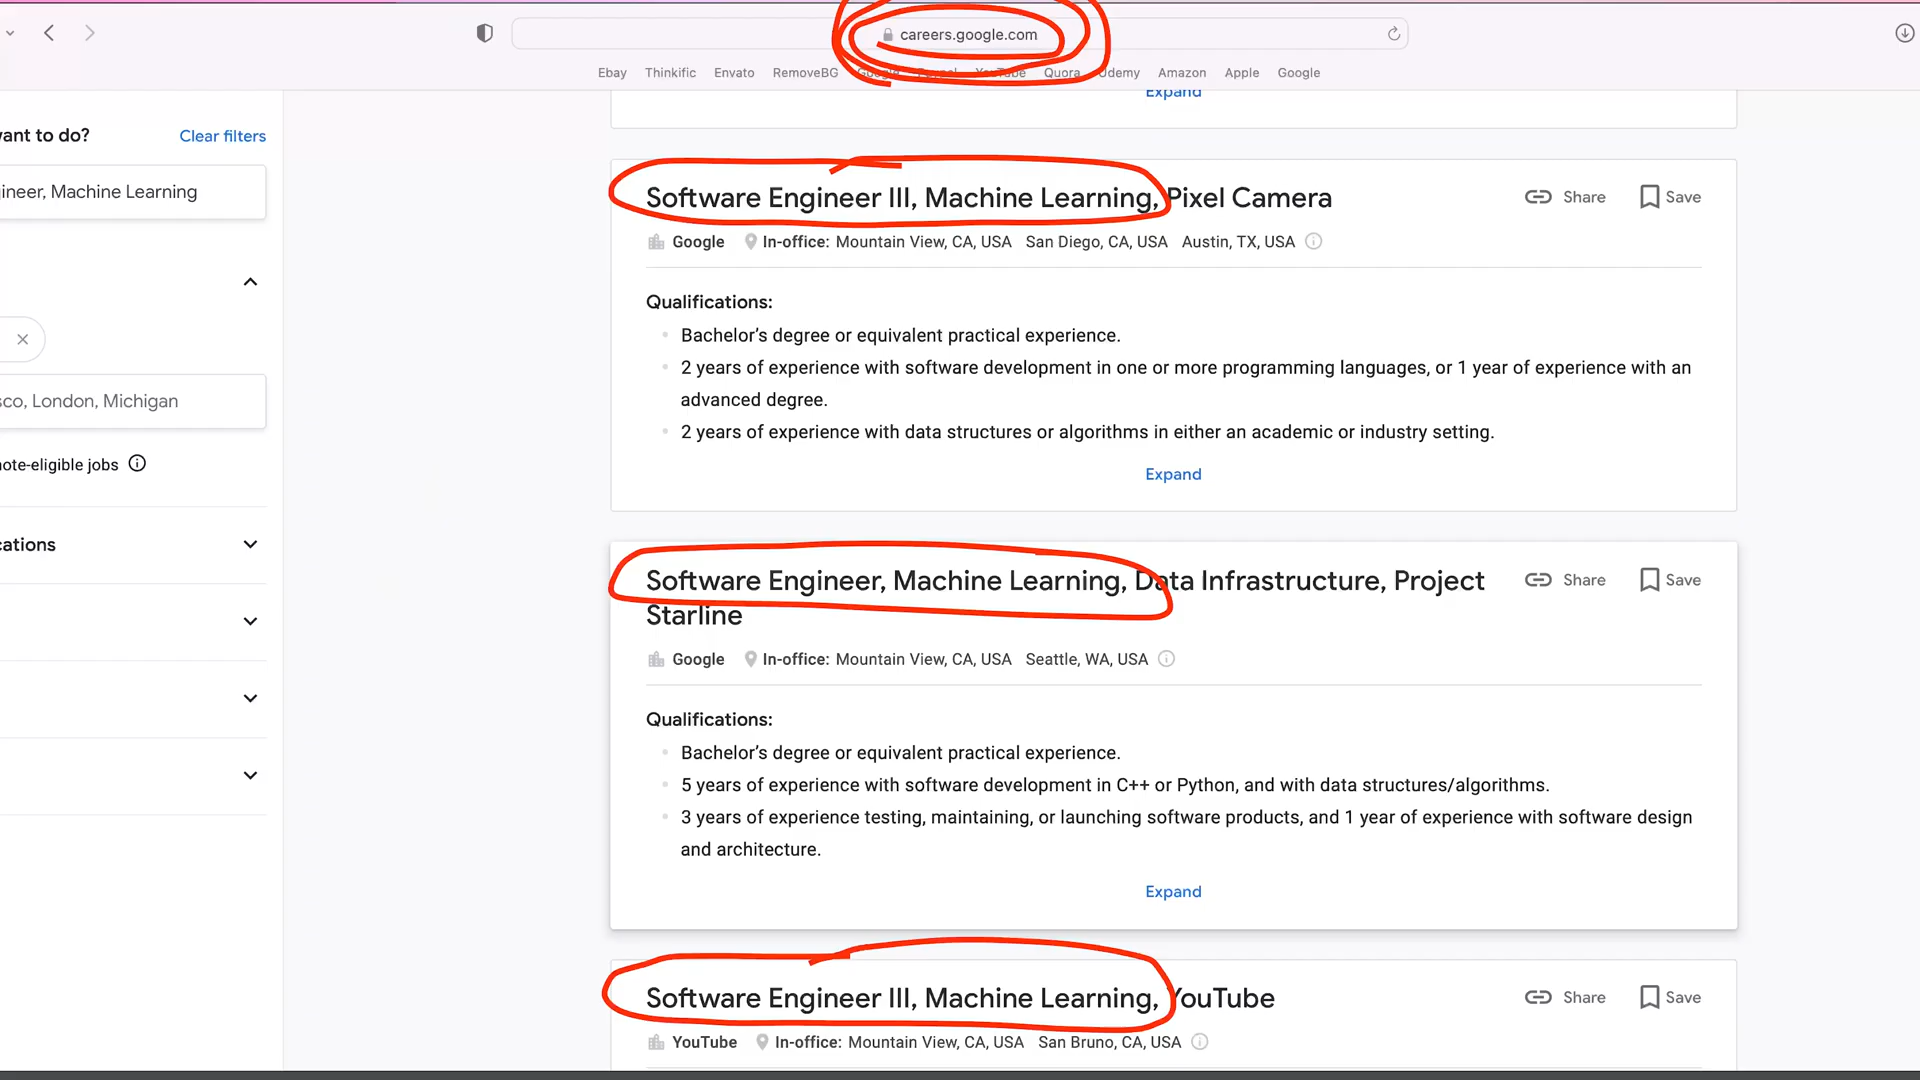 careers.google.com
Ebay Thinkific Envato RemoveBG Google Paypal YouTube Quora Udemy Amazon Apple Google
Expand
want to do?
Clear filters
ineer, Machine Learning
sco, London, Michigan
note-eligible jobs
cations
Software Engineer III, Machine Learning, Pixel Camera
Share Save
Google In-office: Mountain View, CA, USA San Diego, CA, USA Austin, TX, USA
Qualifications:
Bachelor’s degree or equivalent practical experience.
2 years of experience with software development in one or more programming languages, or 1 year of experience with an
advanced degree.
2 years of experience with data structures or algorithms in either an academic or industry setting.
Expand
Software Engineer, Machine Learning, Data Infrastructure, Project
Starline
Share Save
Google In-office: Mountain View, CA, USA Seattle, WA, USA
Qualifications:
Bachelor’s degree or equivalent practical experience.
5 years of experience with software development in C++ or Python, and with data structures/algorithms.
3 years of experience testing, maintaining, or launching software products, and 1 year of experience with software design
and architecture.
Expand
Software Engineer III, Machine Learning, YouTube
Share Save
YouTube In-office: Mountain View, CA, USA San Bruno, CA, USA